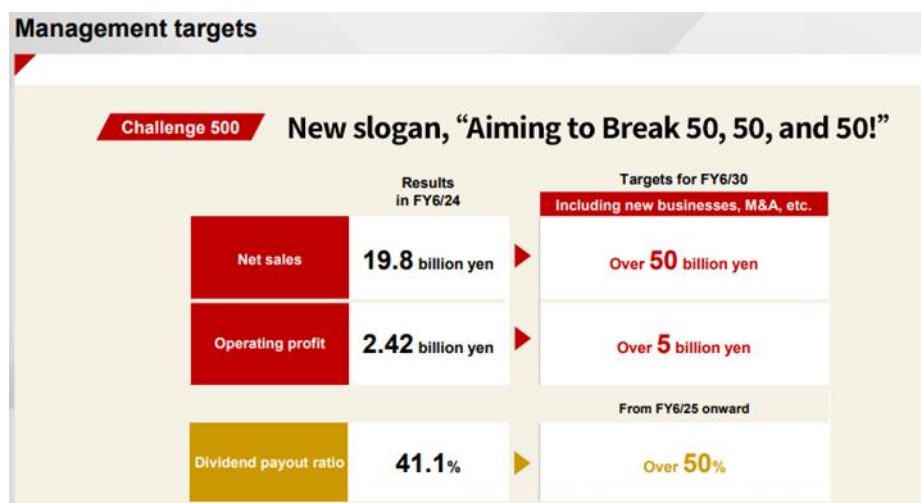 Management targets
Challenge 500
New slogan, “Aiming to Break 50, 50, and 50!”
Results
in FY6/24
Targets for FY6/30
Including new businesses, M&A, etc.
Net sales
19.8 billion yen
Over 50 billion yen
Operating profit
2.42 billion yen
Over 5 billion yen
From FY6/25 onward
Dividend payout ratio
41.1%
Over 50%